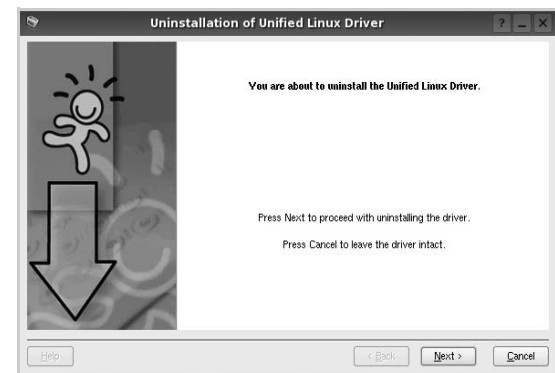 Uninstallation of Unified Linux Driver
You are about to uninstall the Unified Linux Driver.
Press Next to proceed with uninstalling the driver.
Press Cancel to leave the driver intact.
Help
< Back
Next >
Cancel